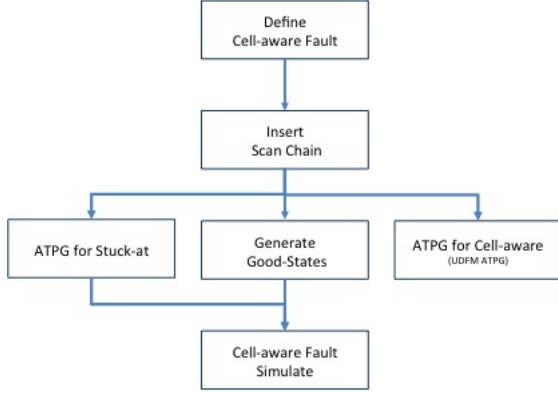 Define
Cell-aware Fault
Insert
Scan Chain
ATPG for Stuck-at
Generate
Good-States
ATPG for Cell-aware
(UDFM ATPG)
Cell-aware Fault
Simulate